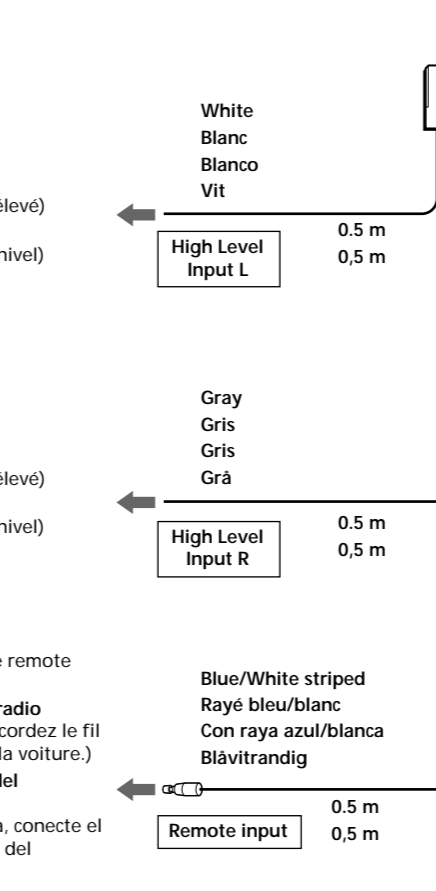 White
Blanc
Blanco
Vit
élevé)
nivel)
0.5 m
0,5 m
High Level
Input L
Gray
Gris
Gris
Grå
élevé)
nivel)
0.5 m
0,5 m
High Level
Input R
e remote
radio
cordez le fil
la voiture.)
del
a, conecte el
del
Blue/White striped
Rayé bleu/blanc
Con raya azul/blanca
Blåvitrandig
0.5 m
0,5 m
Remote input